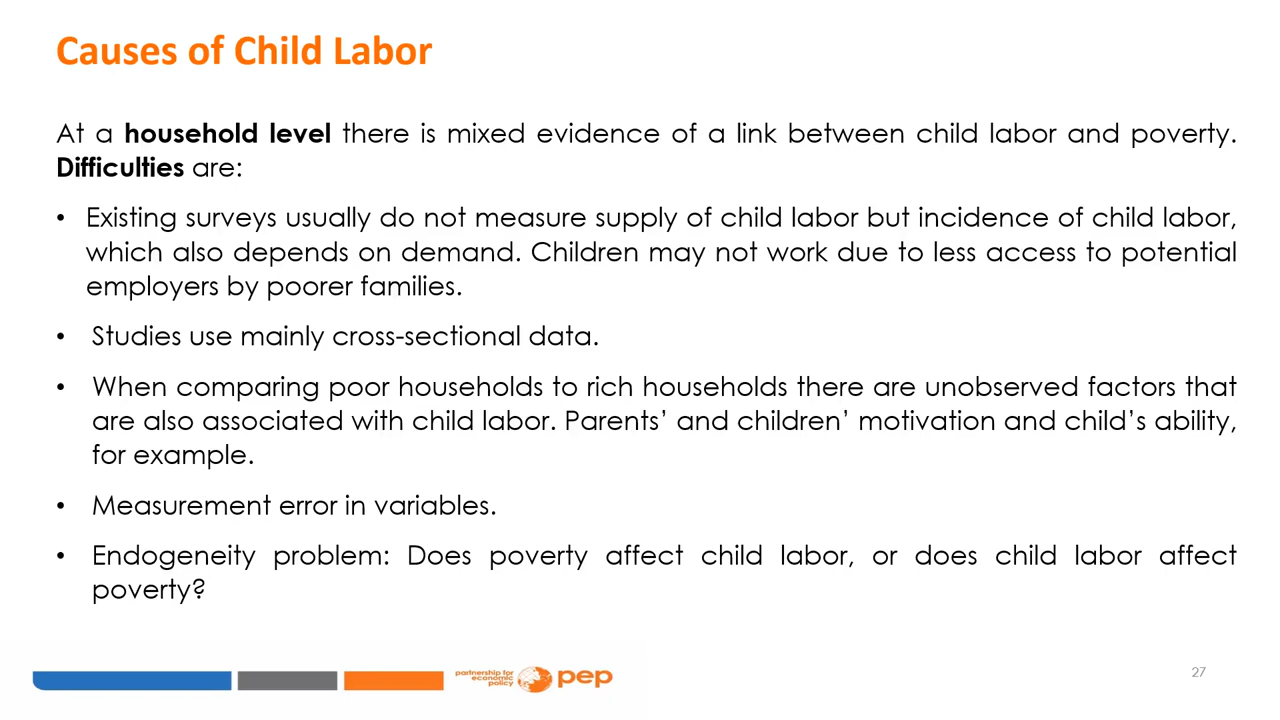 Causes of Child Labor
At a household level there is mixed evidence of a link between child labor and poverty.
Difficulties are:
• Existing surveys usually do not measure supply of child labor but incidence of child labor,
which also depends on demand. Children may not work due to less access to potential
employers by poorer families.
• Studies use mainly cross-sectional data.
• When comparing poor households to rich households there are unobserved factors that
are also associated with child labor. Parents’ and children’ motivation and child’s ability,
for example.
• Measurement error in variables.
• Endogeneity problem: Does poverty affect child labor, or does child labor affect
poverty?
partnership for
economic
policy
pep
27